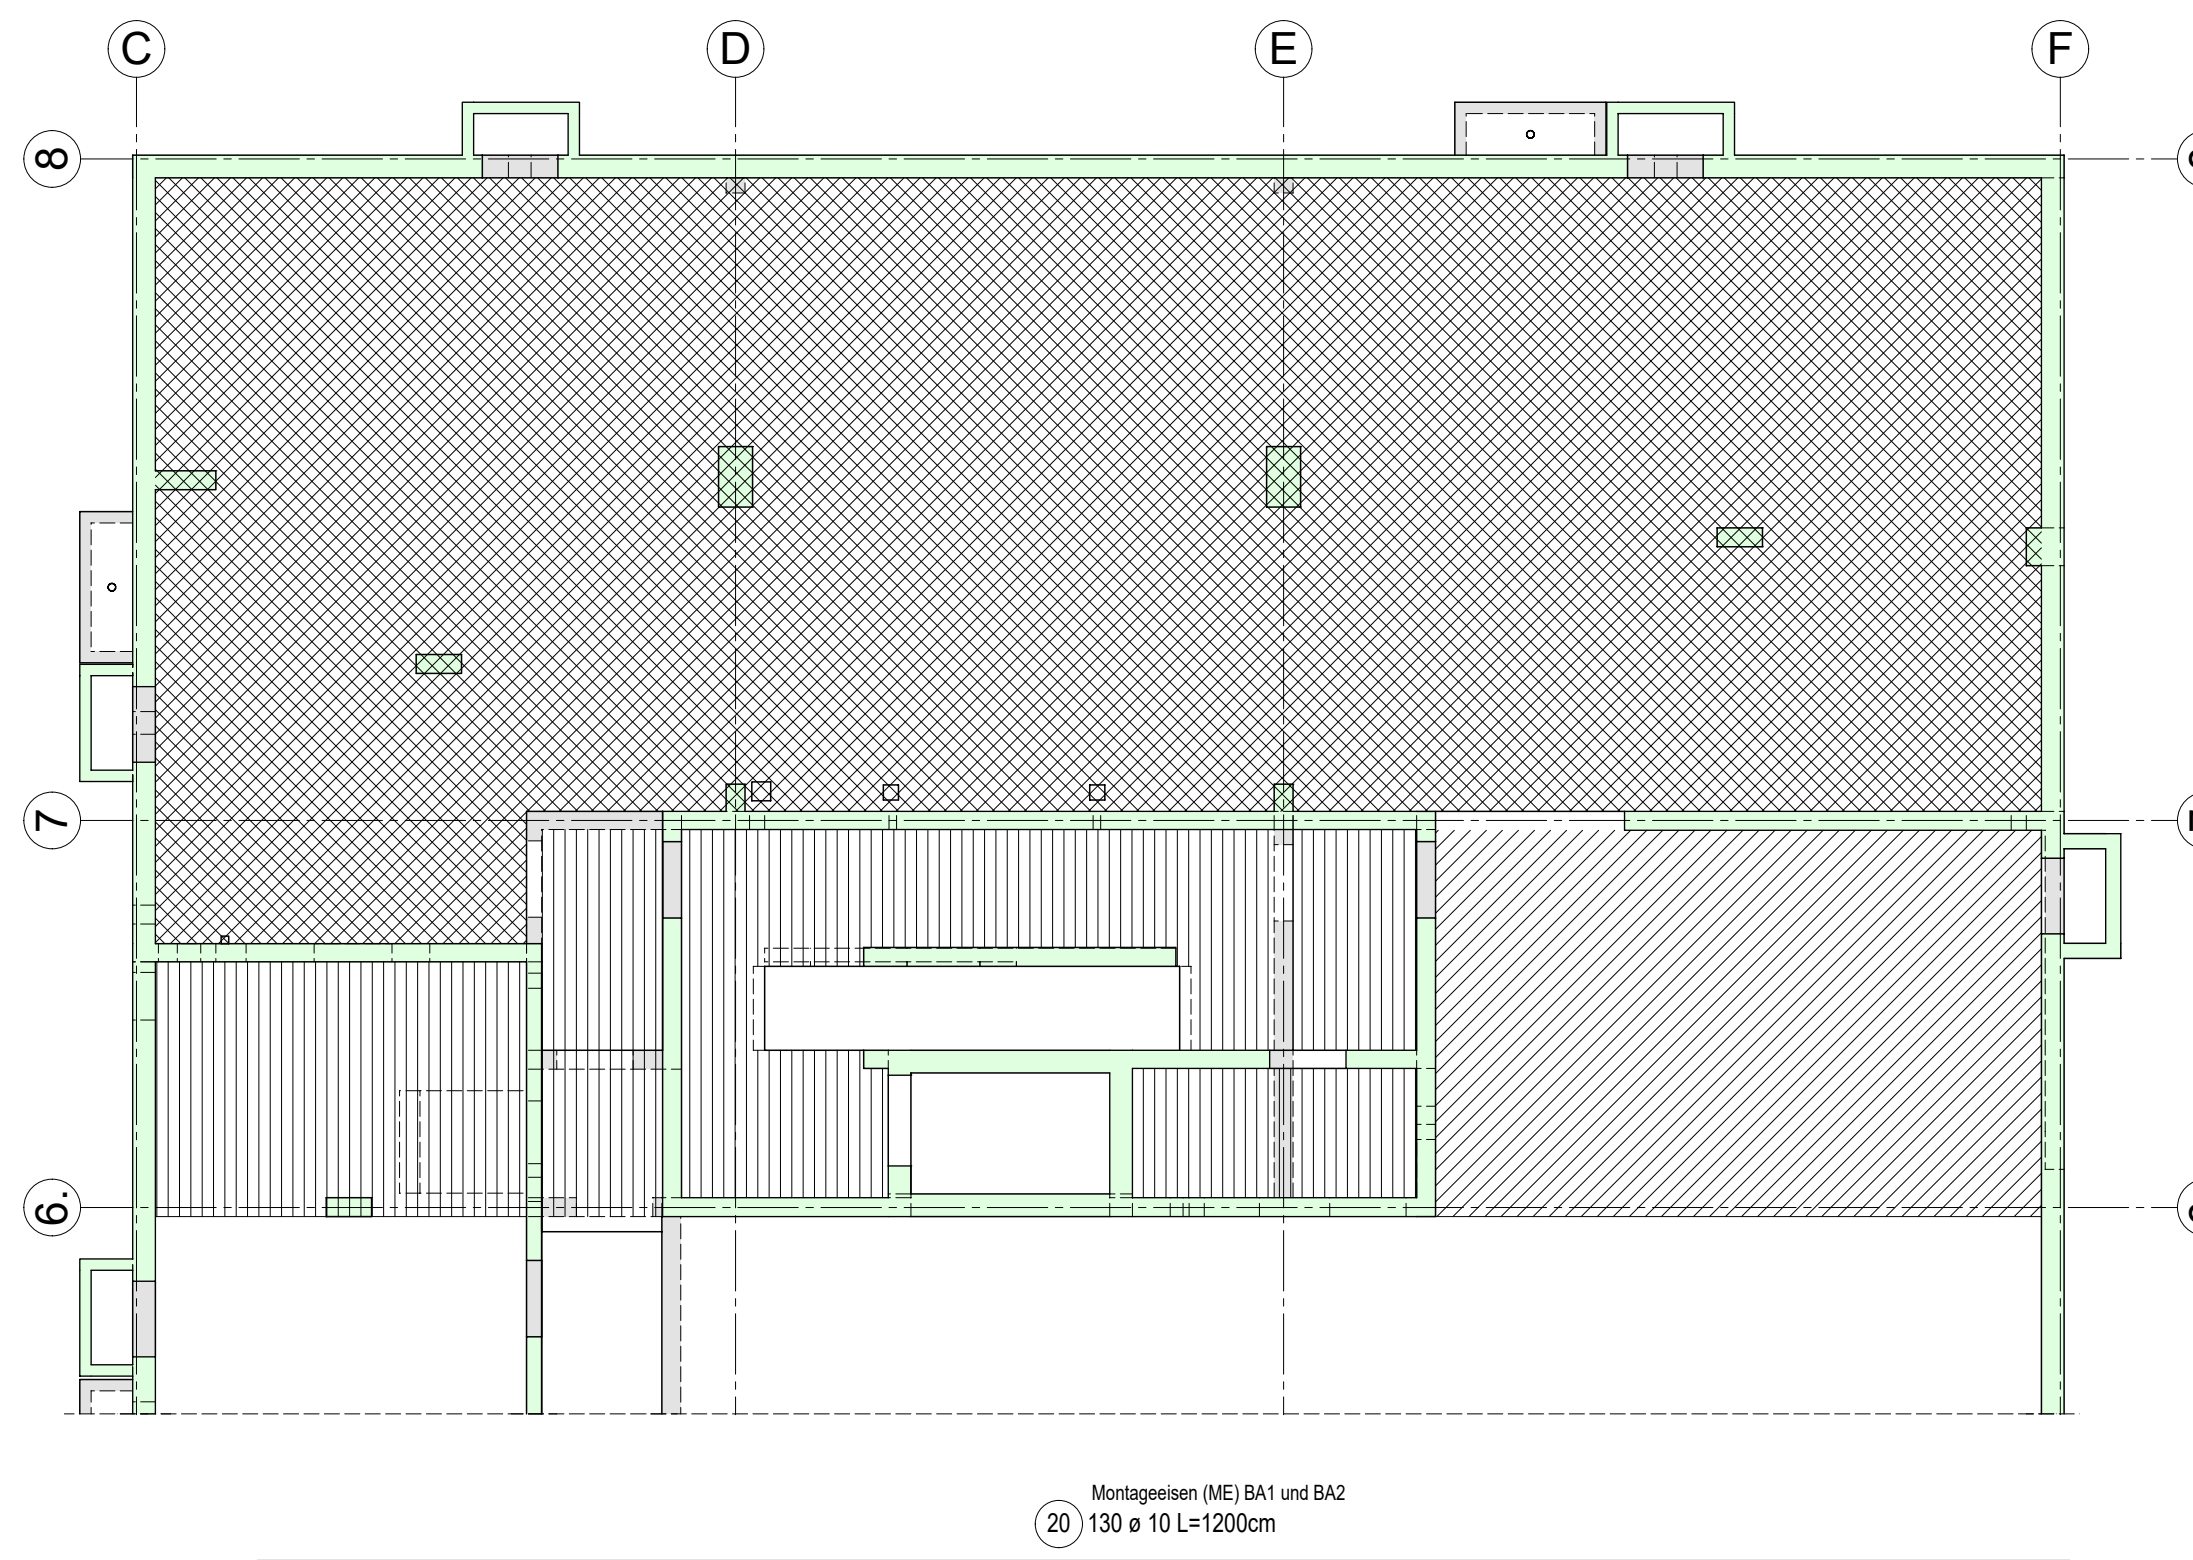 C D E F
8
7
6.
Montageeisen (ME) BA1 und BA2
20 130 ø 10 L=1200cm